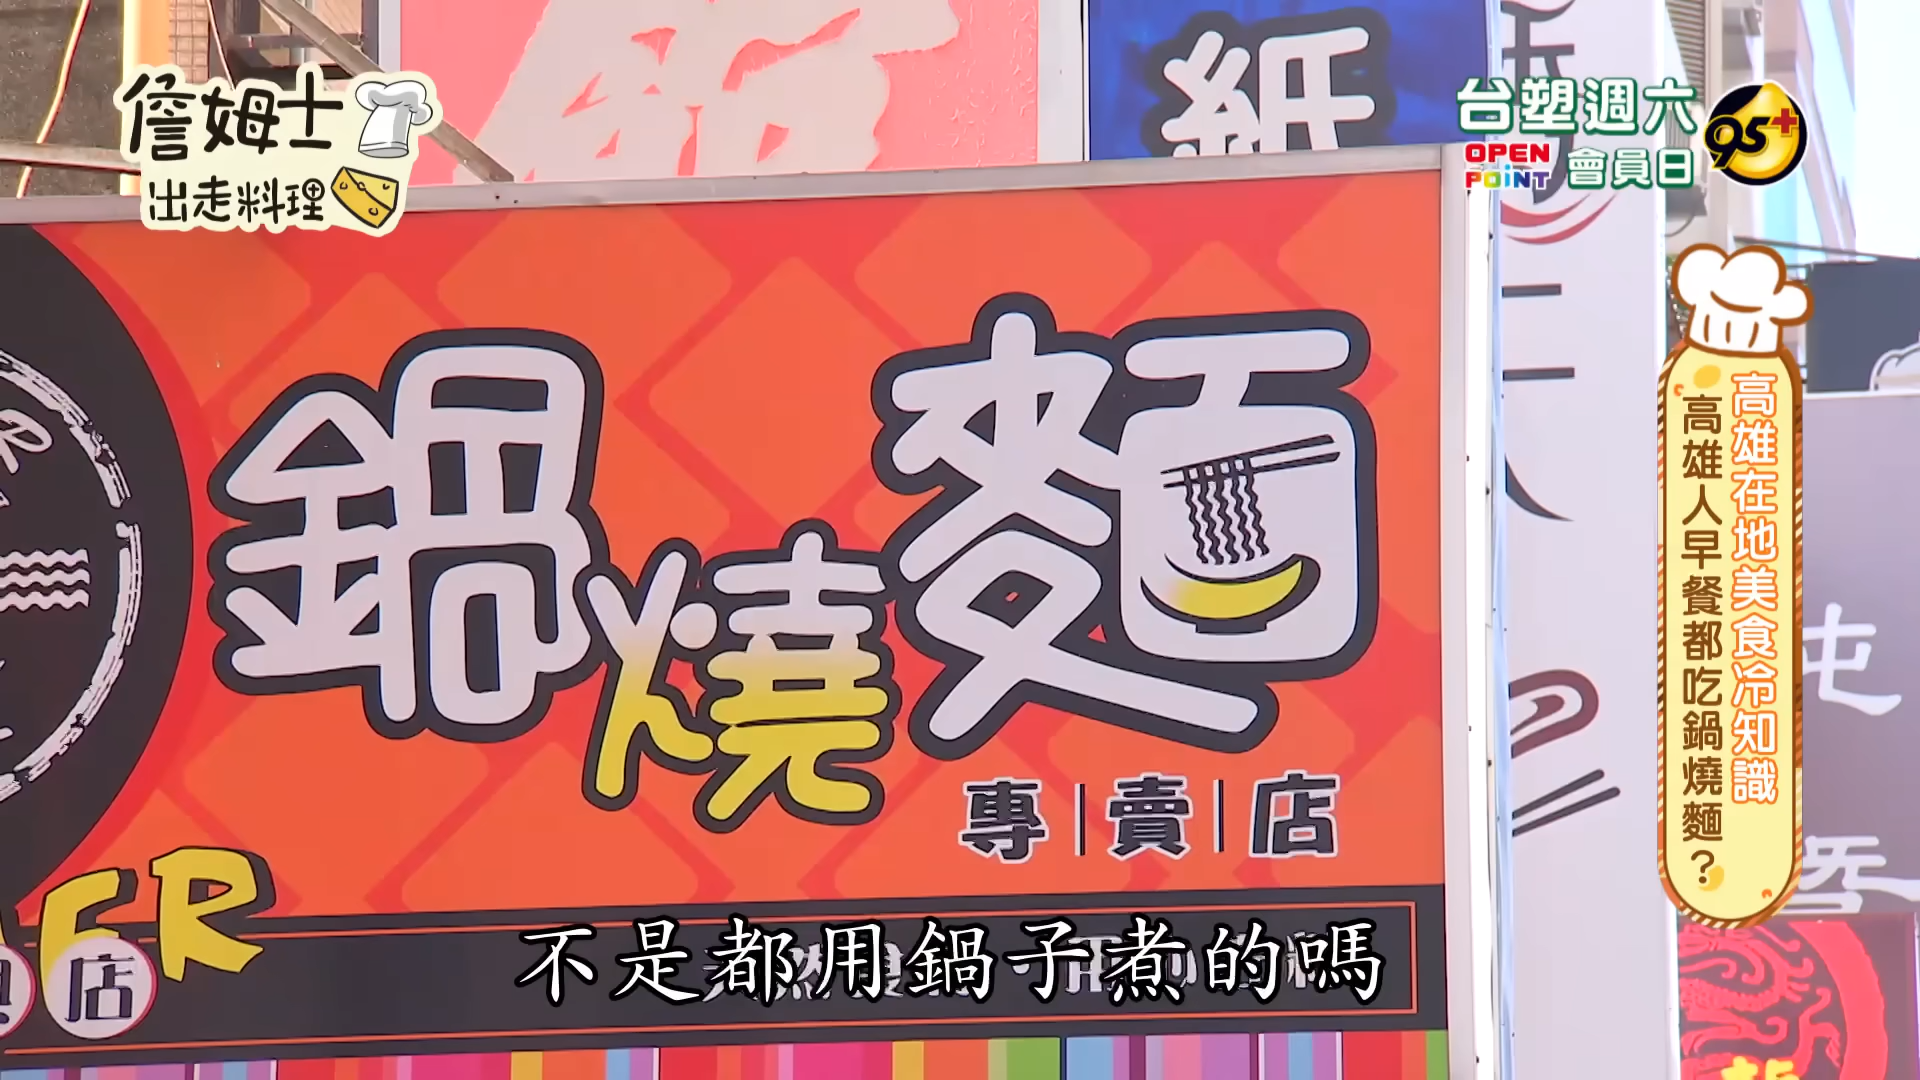 詹姆士
出走料理
紙
台塑週六
OPEN POINT 會員日
95+
高雄在地美食冷知識
高雄人早餐都吃鍋燒麵？
鍋燒麵
專賣店
店
不是都用鍋子煮的嗎